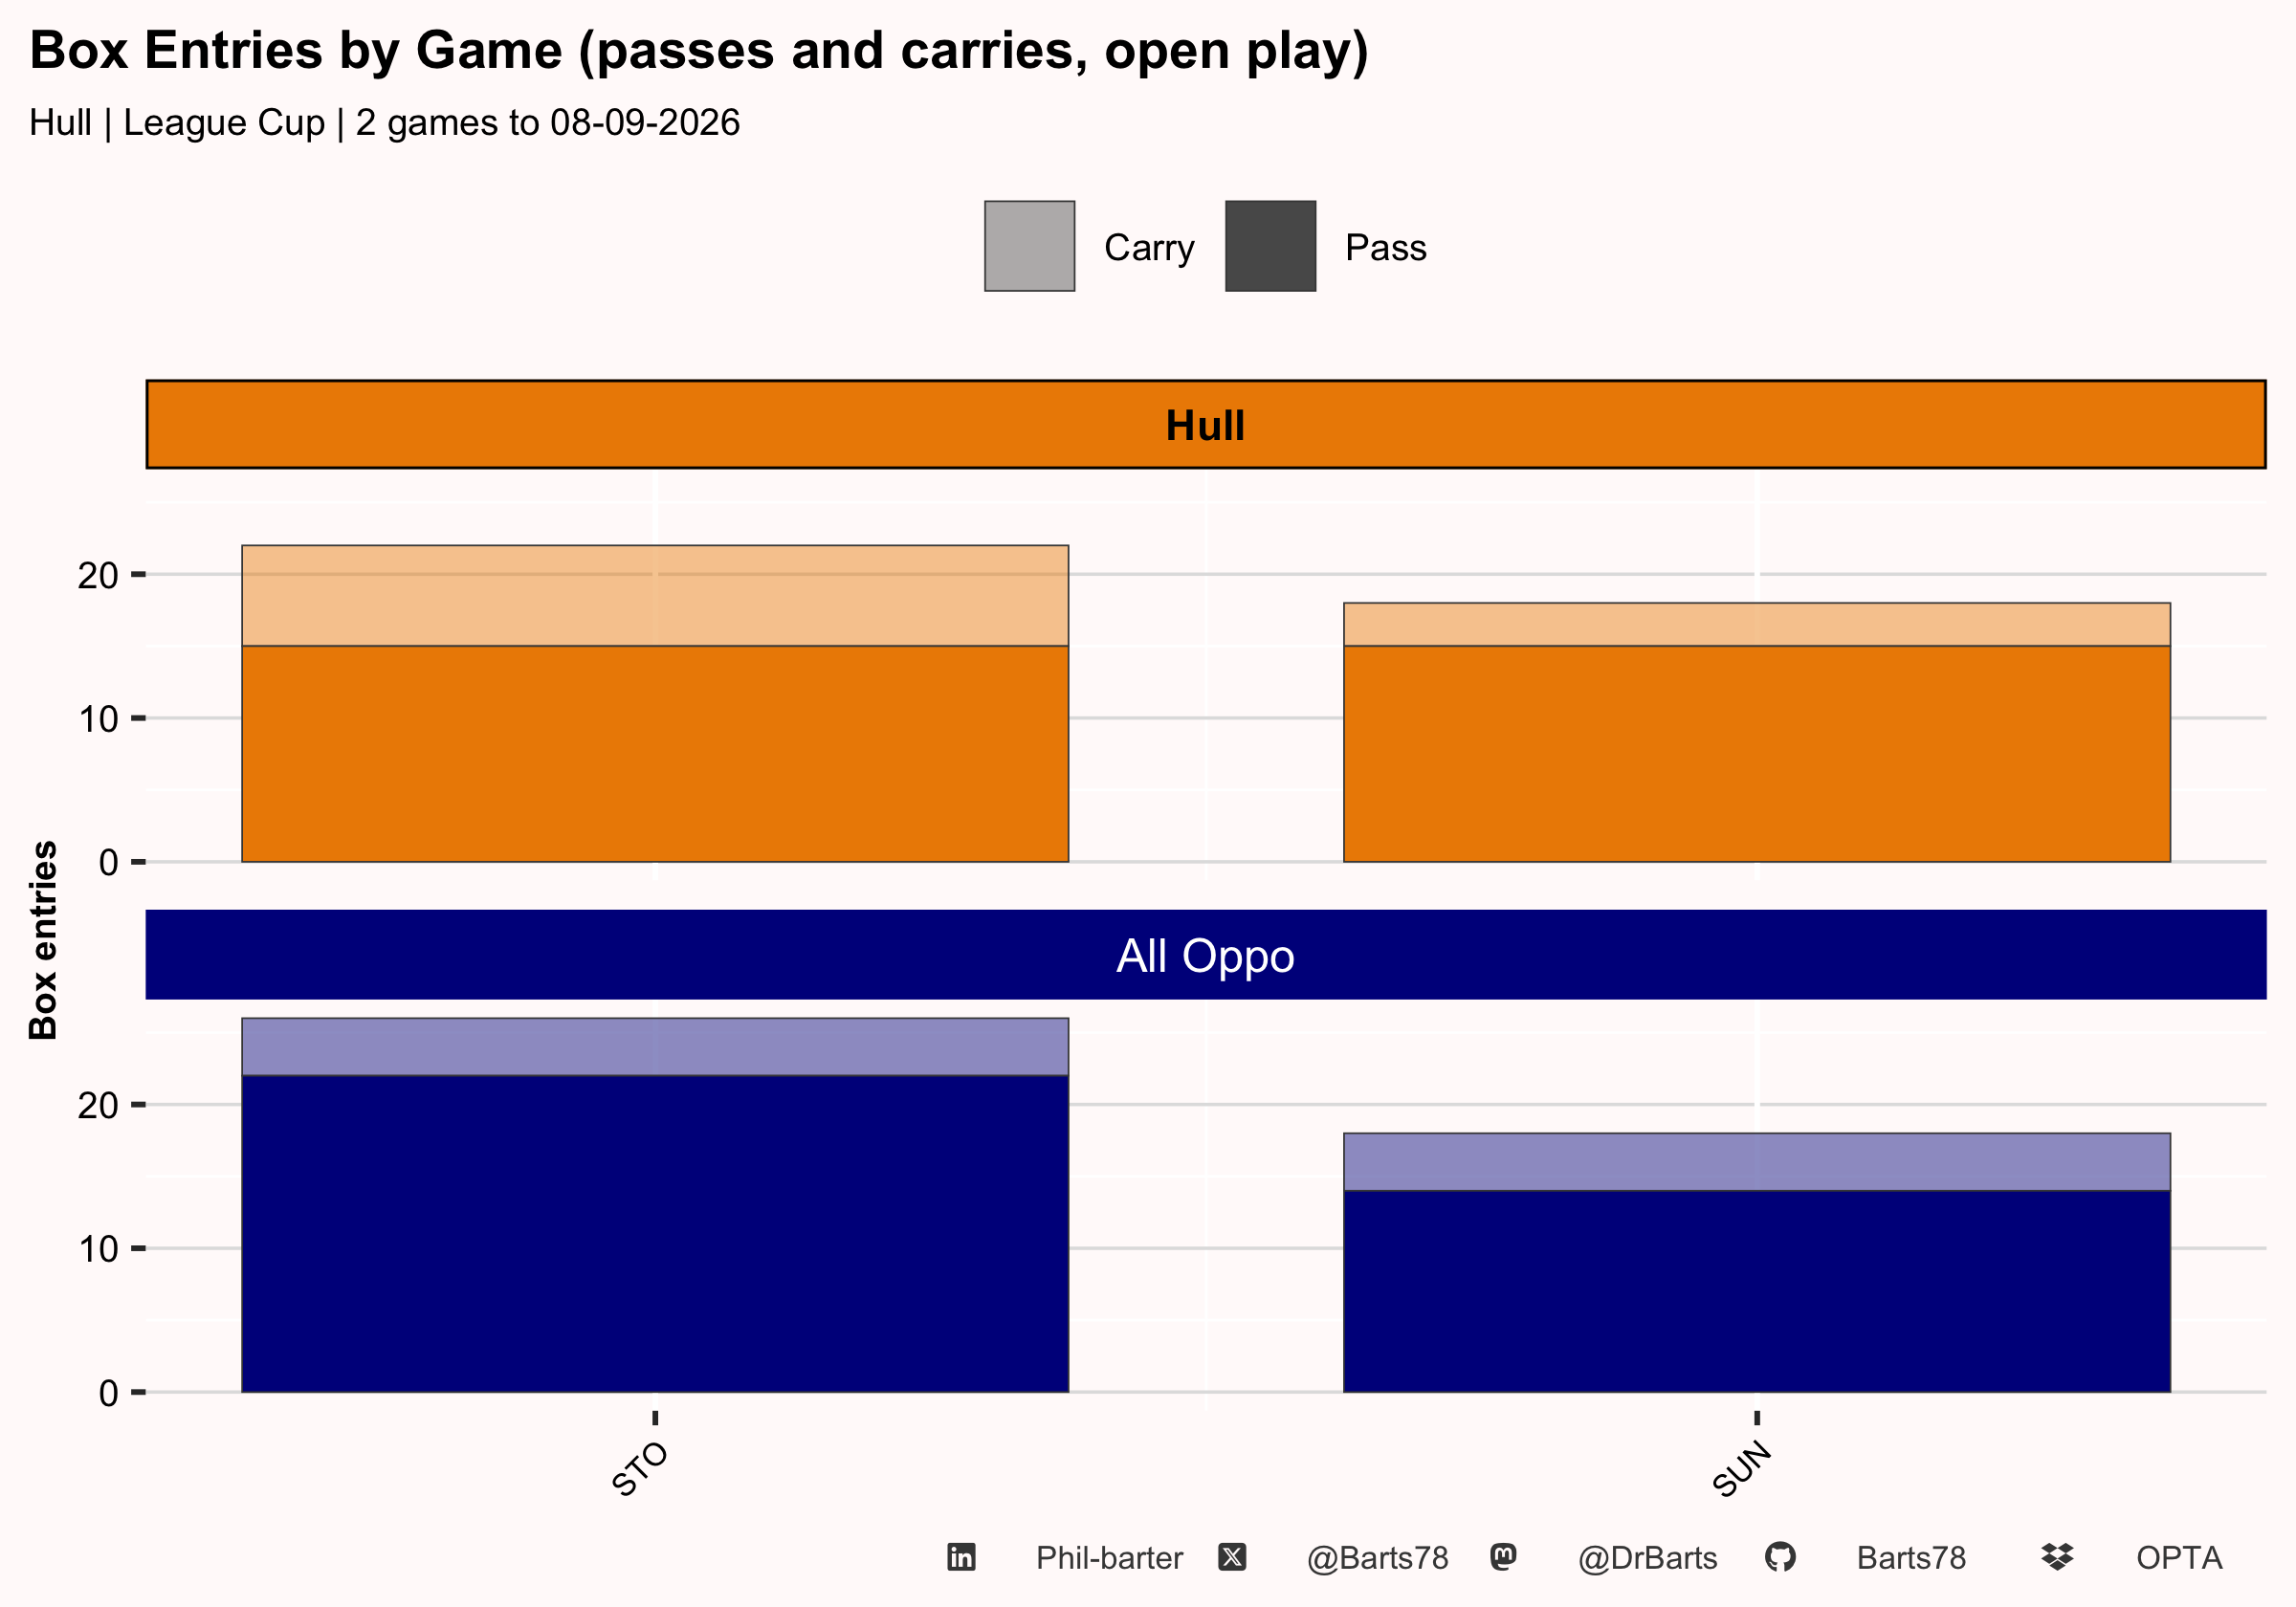 Box Entries by Game (passes and carries, open play)
Hull | League Cup | 2 games to 08-09-2026
Carry Pass
Hull
20
10
0
Box entries
All Oppo
20
10
0
STO SUN
in Phil-barter X @Barts78 m @DrBarts Barts78 OPTA